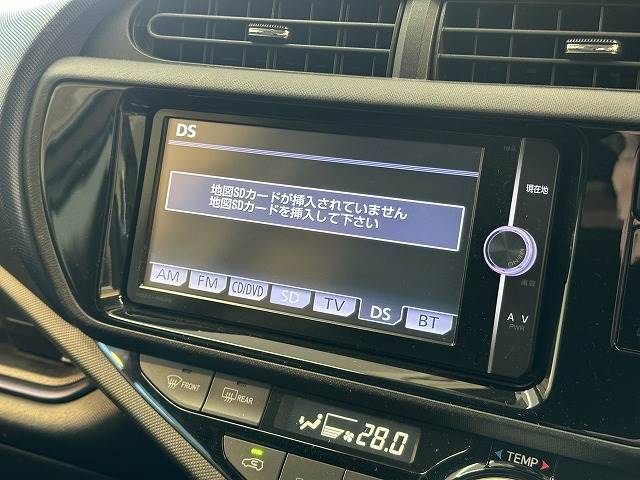 DS
地図SDカードが挿入されていません
地図SDカードを挿入して下さい
AM FM CD/DVD SD TV DS BT
現在地
AV
PWR
FRONT
REAR
28.0
TEMP